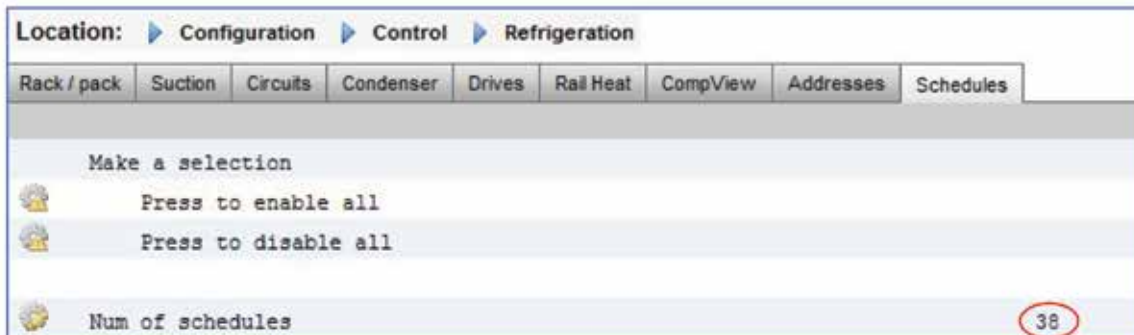 Location: Configuration Control Refrigeration
Rack / pack Suction Circuits Condenser Drives Rail Heat CompView Addresses Schedules
Make a selection
Press to enable all
Press to disable all
Num of schedules 38